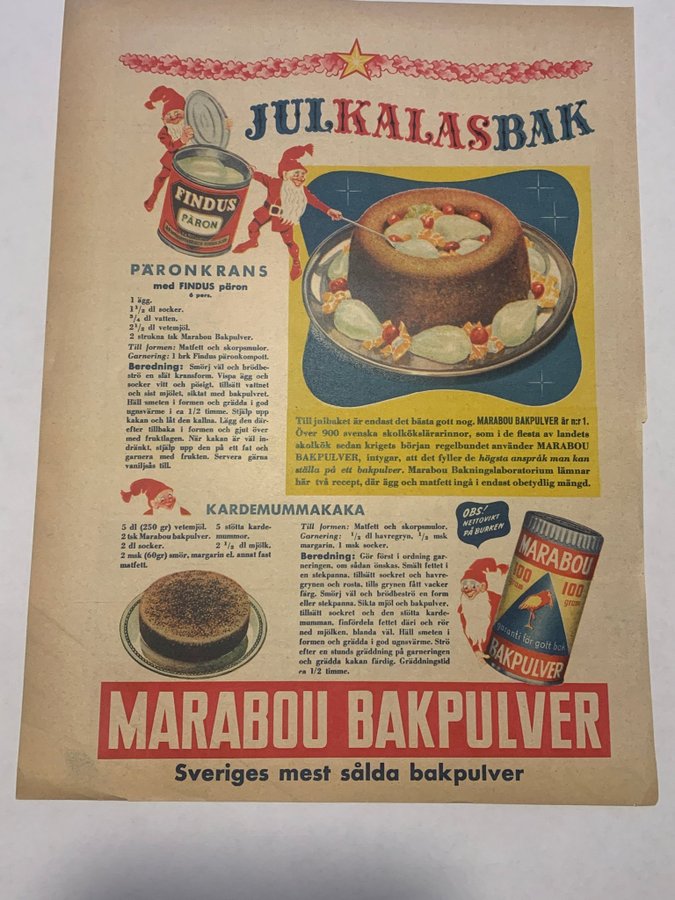 JULKALASBAK
FINDUS
PÄRON
PÄRONKRANS
med FINDUS päron
6 pers.
1 ägg.
1¹/₂ dl socker.
³/₄ dl vatten.
2¹/₂ dl vetemjöl.
2 strukna tsk Marabou Bakpulver.
Till formen: Matfett och skorpsmulor.
Garnering: 1 brk Findus päronkompott.
Beredning: Smörj väl och brödbe-
strö en slät kransform. Vispa ägg och
socker vitt och pösigt, tillsätt vattnet
och sist mjölet, siktat med bakpulvret.
Häll smeten i formen och grädda i god
ugnsvärme i ca 1/2 timme. Stjälp upp
kakan och låt den kallna. Lägg den där-
efter tillbaka i formen och gjut över
med fruktlagen. När kakan är väl in-
dränkt, stjälp upp den på ett fat och
garnera med frukten. Servera gärna
vaniljsås till.
Till julbaket är endast det bästa gott nog. MARABOU BAKPULVER är n:r 1.
Över 900 svenska skolkökslärarinnor, som i de flesta av landets
skolkök sedan krigets början regelbundet använder MARABOU
BAKPULVER, intygar, att det fyller de högsta anspråk man kan
ställa på ett bakpulver. Marabou Bakningslaboratorium lämnar
här två recept, där ägg och matfett ingå i endast obetydlig mängd.
KARDEMUMMAKAKA
5 dl (250 gr) vetemjöl.
2 tsk Marabou bakpulver.
2 dl socker.
2 msk (60gr) smör, margarin el. annat fast
matfett.
5 stötta karde-
mummor.
2 ¹/₂ dl mjölk.
Till formen: Matfett och skorpsmulor.
Garnering: ¹/₂ dl havregryn, ¹/₂ msk
margarin, 1 msk socker.
Beredning: Gör först i ordning gar-
neringen, om sådan önskas. Smält fettet i
en stekpanna, tillsätt sockret och havre-
grynen och rosta, tills grynen fått vacker
färg. Smörj väl och brödbeströ en form
eller stekpanna. Sikta mjöl och bakpulver,
tillsätt sockret och den stötta karde-
mumman, finfördela fettet däri och rör
ned mjölken, blanda väl. Häll smeten i
formen och grädda i god ugnsvärme. Strö
efter en stunds gräddning på garneringen
och grädda kakan färdig. Gräddningstid
ca 1/2 timme.
OBS!
NETTOVIKT
PÅ BURKEN
MARABOU
100
gram
100
gram
garanti för gott bak
BAKPULVER
MARABOU BAKPULVER
Sveriges mest sålda bakpulver